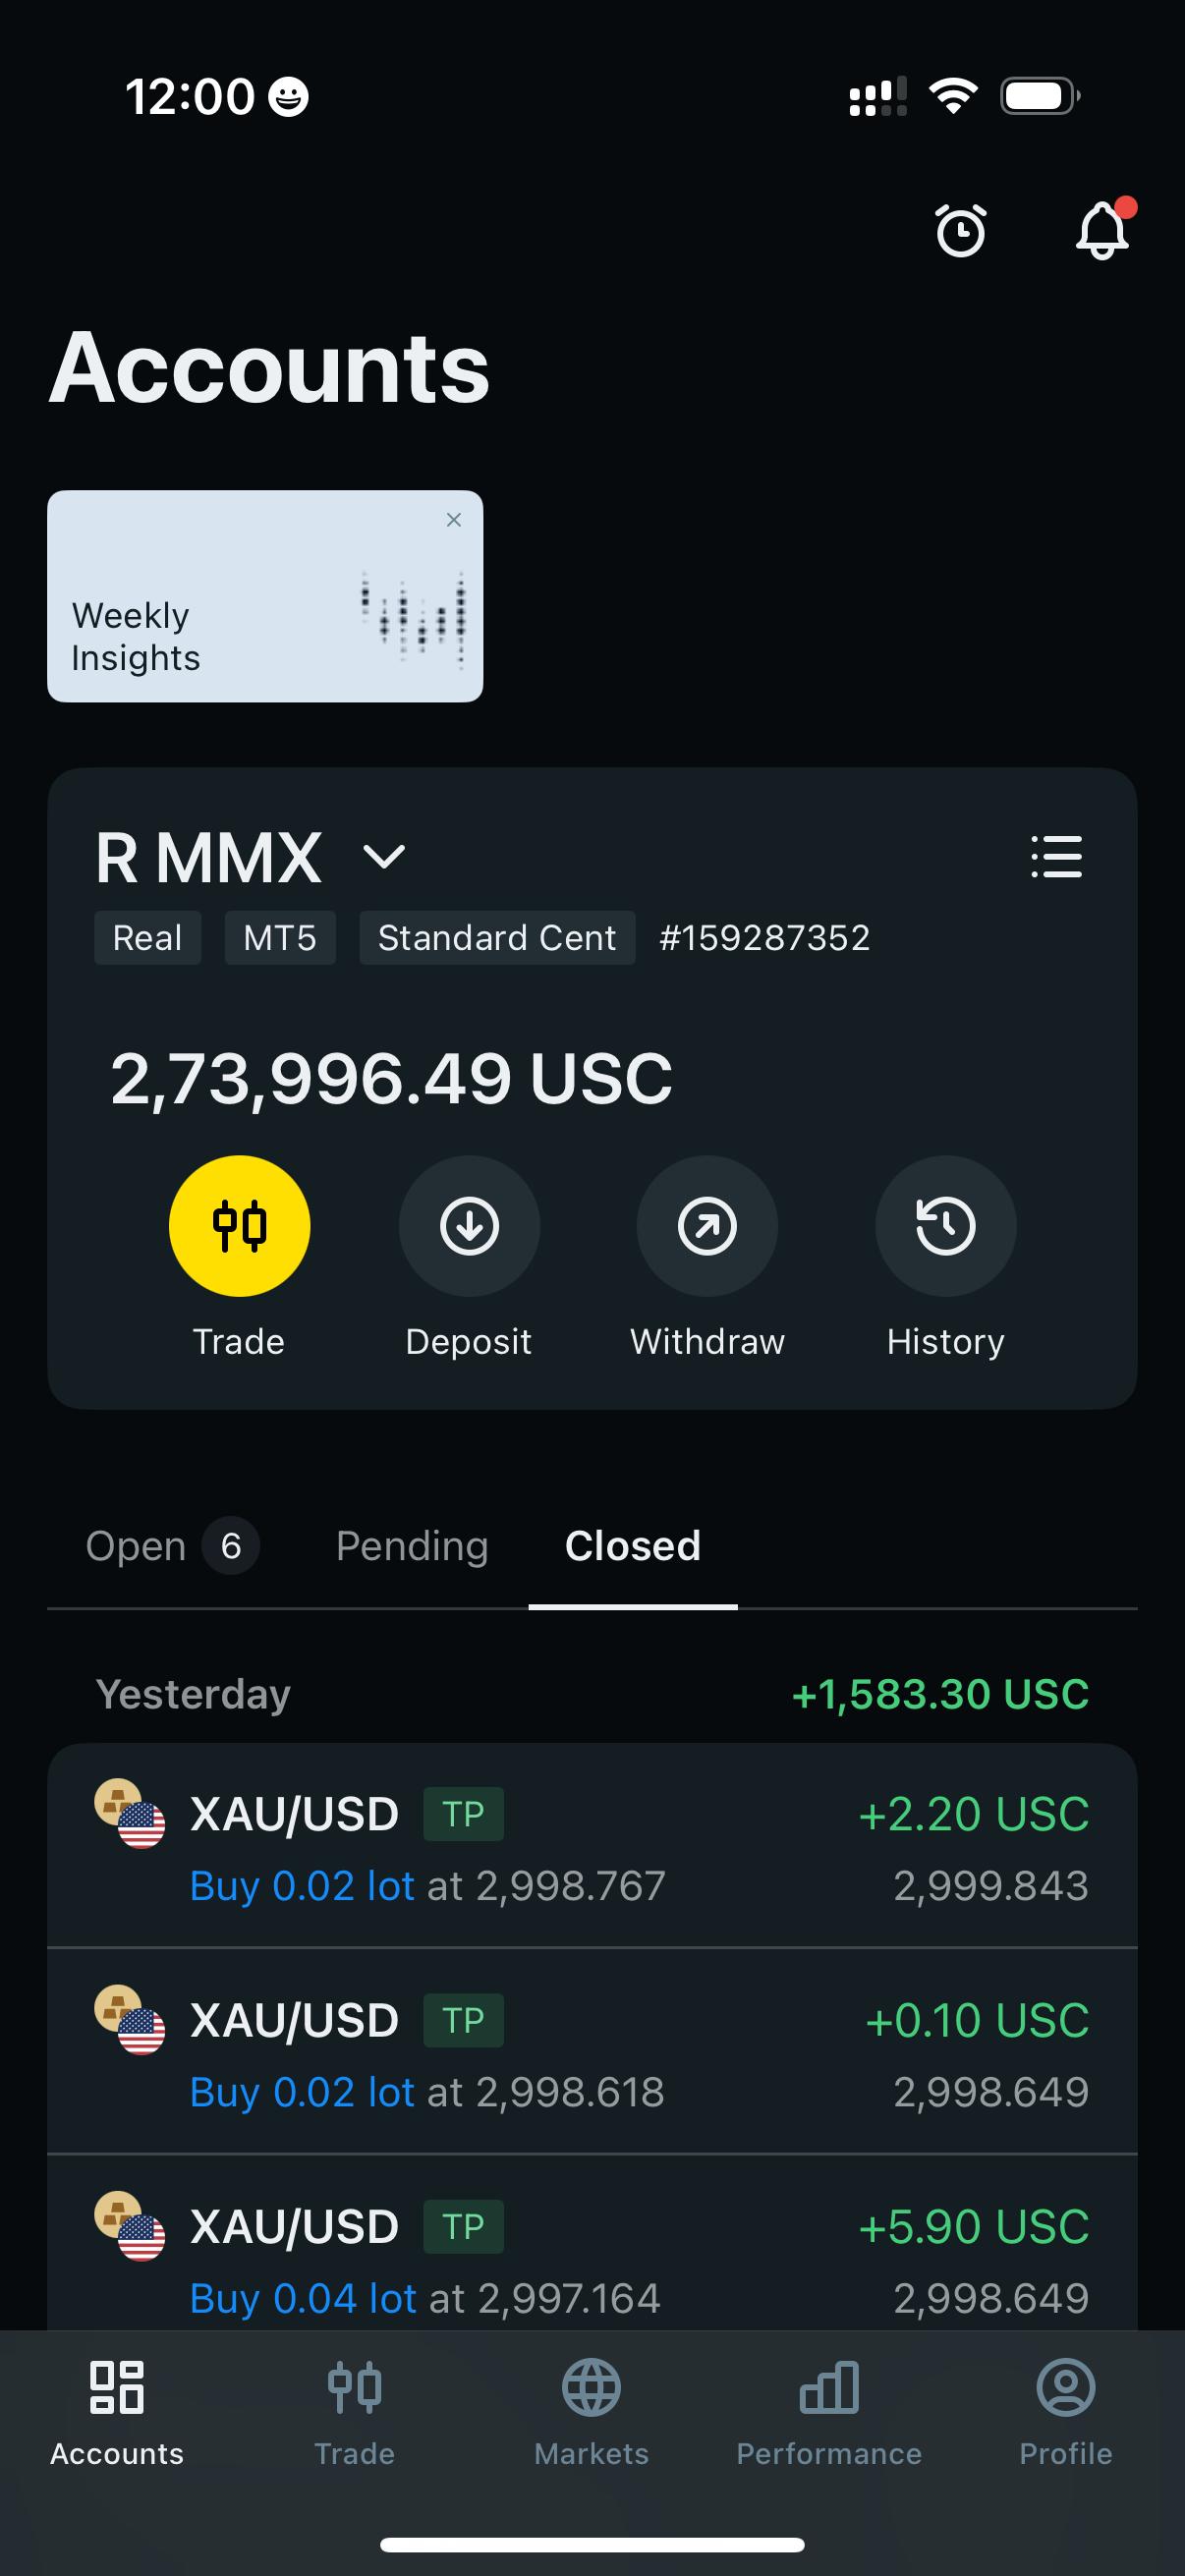 12:00
Accounts
Weekly
Insights
R MMX
Real MT5 Standard Cent #159287352
2,73,996.49 USC
Trade Deposit Withdraw History
Open 6 Pending Closed
Yesterday +1,583.30 USC
XAU/USD TP +2.20 USC
Buy 0.02 lot at 2,998.767 2,999.843
XAU/USD TP +0.10 USC
Buy 0.02 lot at 2,998.618 2,998.649
XAU/USD TP +5.90 USC
Buy 0.04 lot at 2,997.164 2,998.649
Accounts Trade Markets Performance Profile